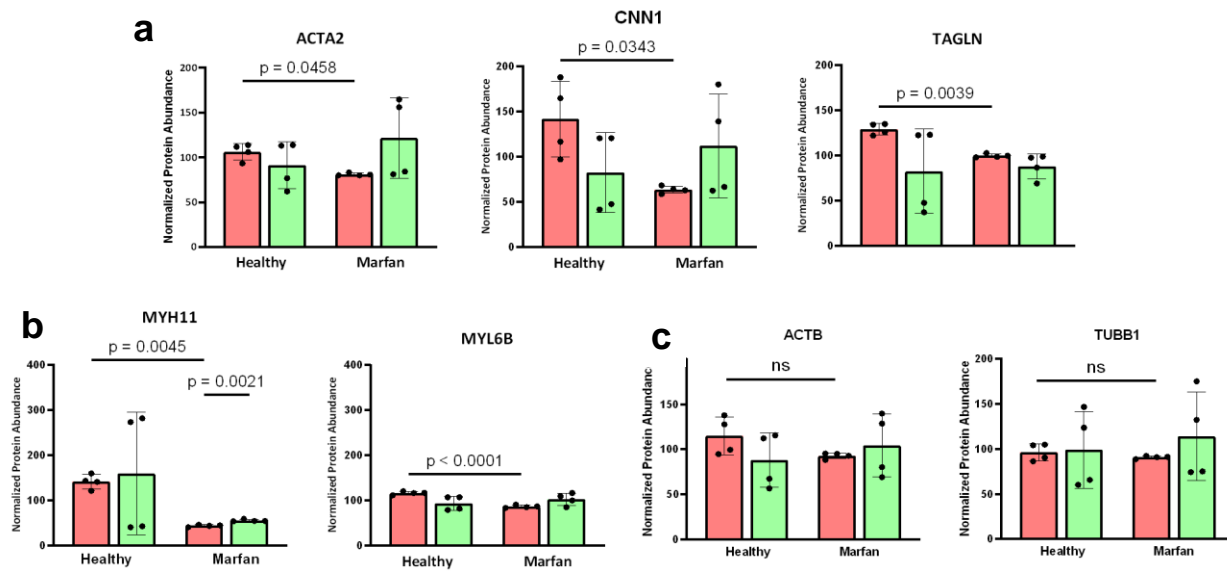 a
ACTA2
Normalized Protein Abundance
200
150
100
50
0
p = 0.0458
Healthy
Marfan
CNN1
Normalized Protein Abundance
200
150
100
50
0
p = 0.0343
Healthy
Marfan
TAGLN
Normalized Protein Abundance
200
150
100
50
0
p = 0.0039
b
MYH11
Normalized Protein Abundance
400
300
200
100
0
p = 0.0045
p = 0.0021
Healthy
Marfan
MYL6B
Normalized Protein Abundance
400
300
200
100
0
p < 0.0001
Healthy
Marfan
c
ACTB
Normalized Protein Abundance
150
100
50
0
ns
Healthy
Marfan
TUBB1
Normalized Protein Abundance
200
150
100
50
0
ns
Healthy
Marfan